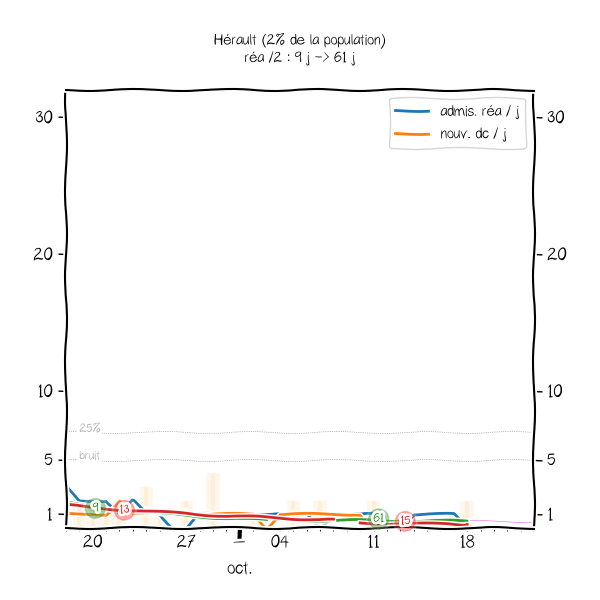 Hérault (2% de la population)
réa /2 : 9 j -> 61 j
admis. réa / j
nouv. dc / j
30 30
20 20
10 10
25%
5 bruit 5
1 9 13 61 15 1
20 27 04 11 18
oct.